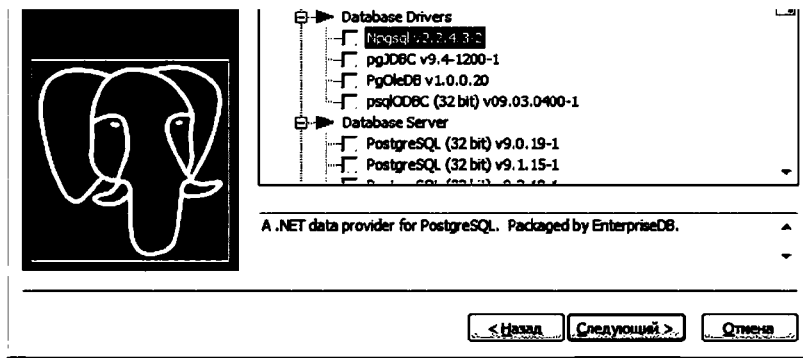 Database Drivers
Npgsql v2.2.4.3-2
pgJDBC v9.4-1200-1
PgOleDB v1.0.0.20
psqlODBC (32 bit) v09.03.0400-1
Database Server
PostgreSQL (32 bit) v9.0.19-1
PostgreSQL (32 bit) v9.1.15-1
A .NET data provider for PostgreSQL. Packaged by EnterpriseDB.
< Назад Следующий > Отмена